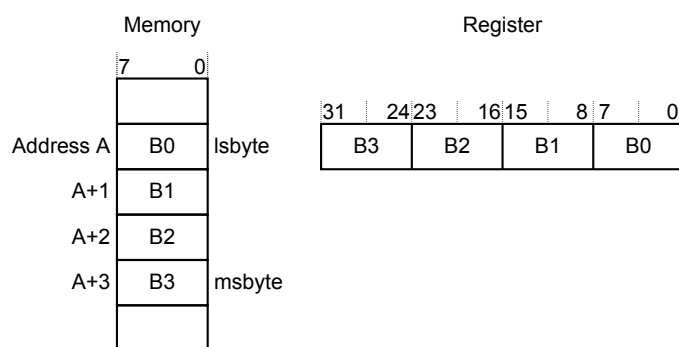 Memory
Register
7 0
31 24 23 16 15 8 7 0
Address A B0 lsbyte
B3 B2 B1 B0
A+1 B1
A+2 B2
A+3 B3 msbyte